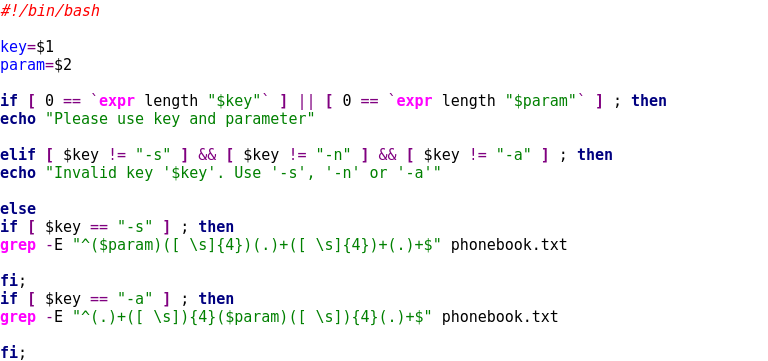 #!/bin/bash
key=$1
param=$2
if [ 0 == `expr length "$key"` ] || [ 0 == `expr length "$param"` ] ; then
echo "Please use key and parameter"
elif [ $key != "-s" ] && [ $key != "-n" ] && [ $key != "-a" ] ; then
echo "Invalid key '$key'. Use '-s', '-n' or '-a'"
else
if [ $key == "-s" ] ; then
grep -E "^($param)([ \s]{4})(.)+([ \s]{4})+(.)+$" phonebook.txt
fi;
if [ $key == "-a" ] ; then
grep -E "^(.)+([ \s]){4}($param)([ \s]){4}(.)+$" phonebook.txt
fi;